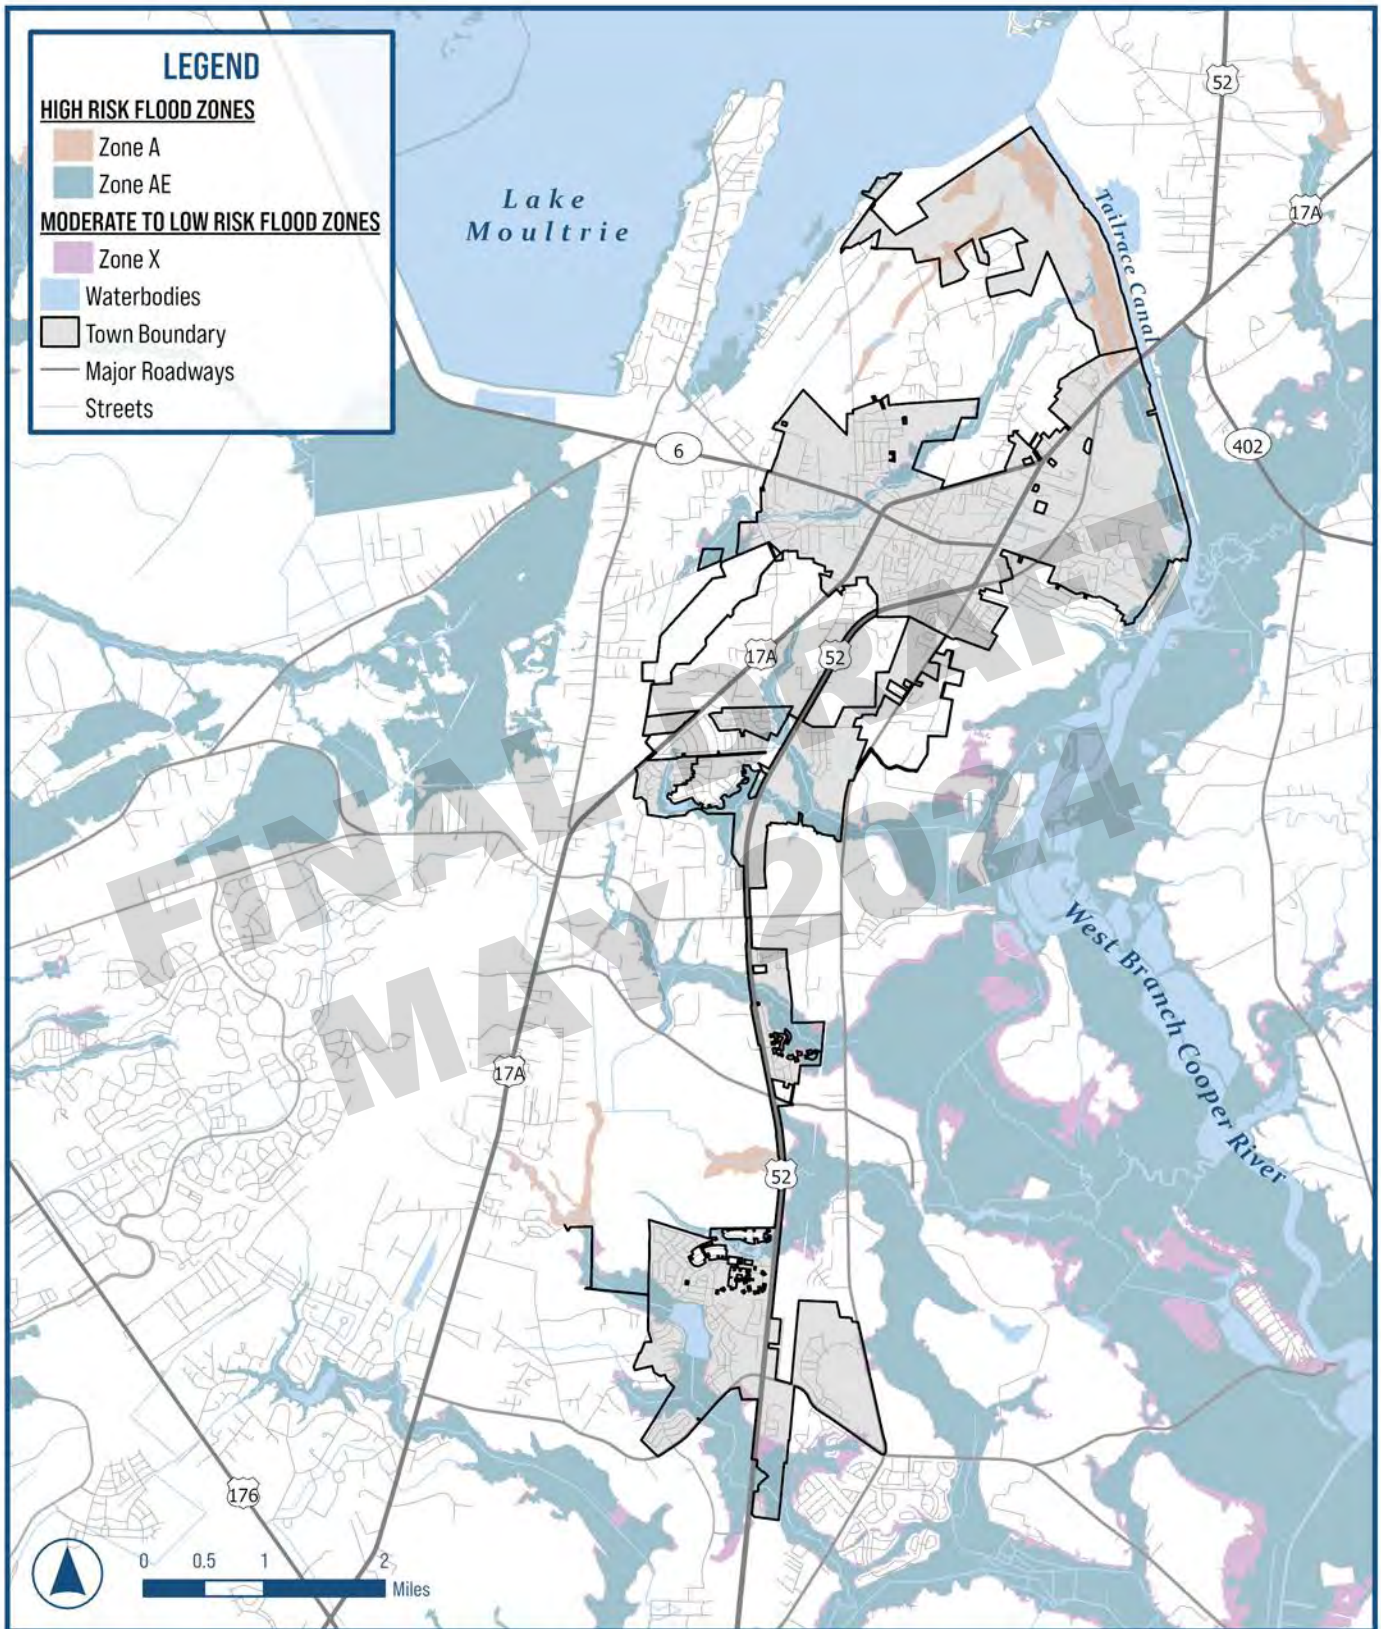 LEGEND
HIGH RISK FLOOD ZONES
Zone A
Zone AE
MODERATE TO LOW RISK FLOOD ZONES
Zone X
Waterbodies
Town Boundary
Major Roadways
Streets
Lake
Moultrie
52
17A
Tailrace Canal
6
402
17A
52
FINAL DRAFT
MAY 2024
West Branch Cooper River
17A
52
176
0 0.5 1 2
Miles